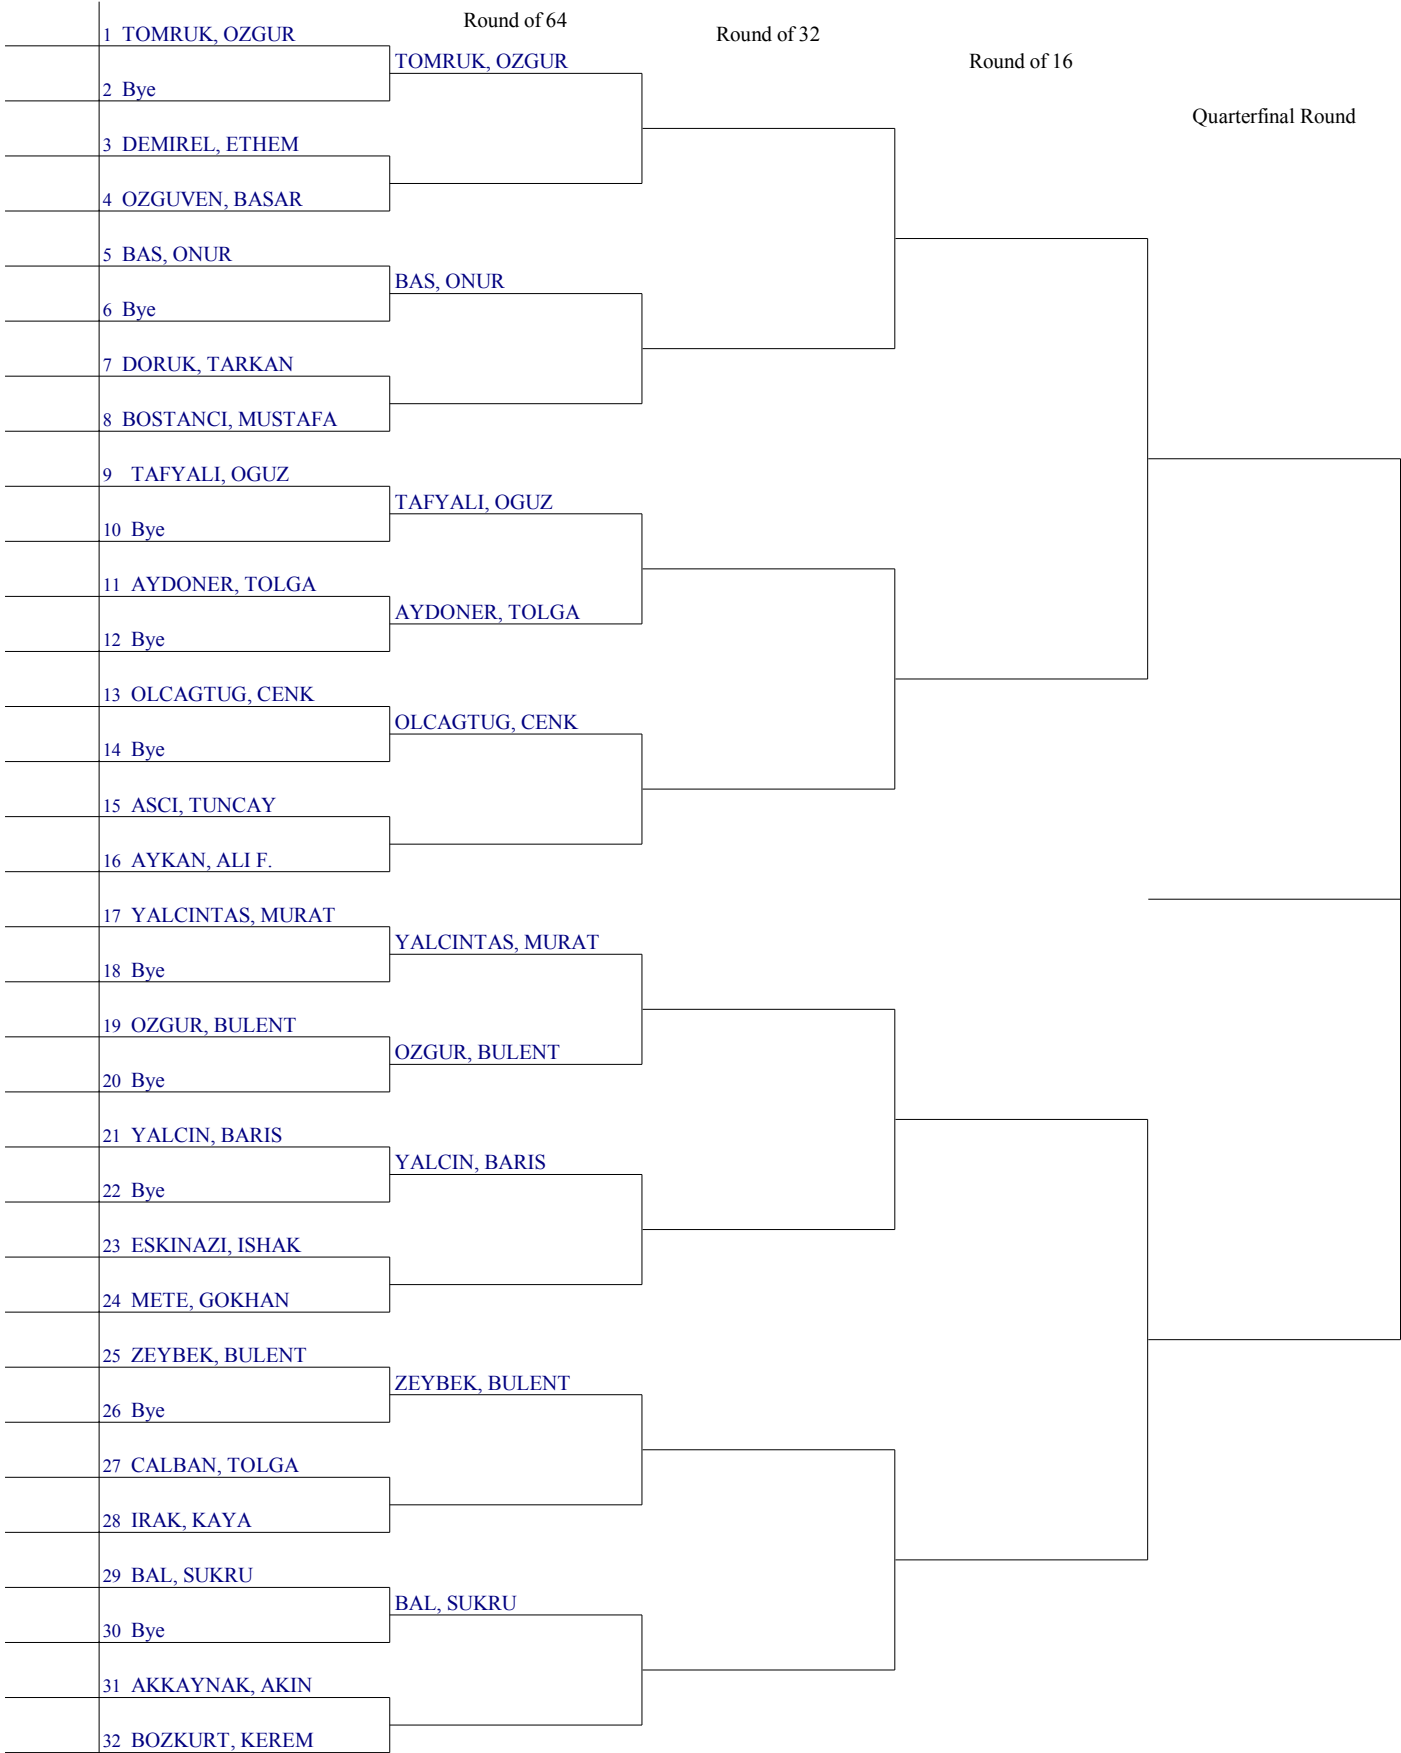 Round of 64
Round of 32
Round of 16
Quarterfinal Round
1 TOMRUK, OZGUR
TOMRUK, OZGUR
2 Bye
3 DEMIREL, ETHEM
4 OZGUVEN, BASAR
5 BAS, ONUR
BAS, ONUR
6 Bye
7 DORUK, TARKAN
8 BOSTANCI, MUSTAFA
9 TAFYALI, OGUZ
TAFYALI, OGUZ
10 Bye
11 AYDONER, TOLGA
AYDONER, TOLGA
12 Bye
13 OLCAGTUG, CENK
OLCAGTUG, CENK
14 Bye
15 ASCI, TUNCAY
16 AYKAN, ALI F.
17 YALCINTAS, MURAT
YALCINTAS, MURAT
18 Bye
19 OZGUR, BULENT
OZGUR, BULENT
20 Bye
21 YALCIN, BARIS
YALCIN, BARIS
22 Bye
23 ESKINAZI, ISHAK
24 METE, GOKHAN
25 ZEYBEK, BULENT
ZEYBEK, BULENT
26 Bye
27 CALBAN, TOLGA
28 IRAK, KAYA
29 BAL, SUKRU
BAL, SUKRU
30 Bye
31 AKKAYNAK, AKIN
32 BOZKURT, KEREM